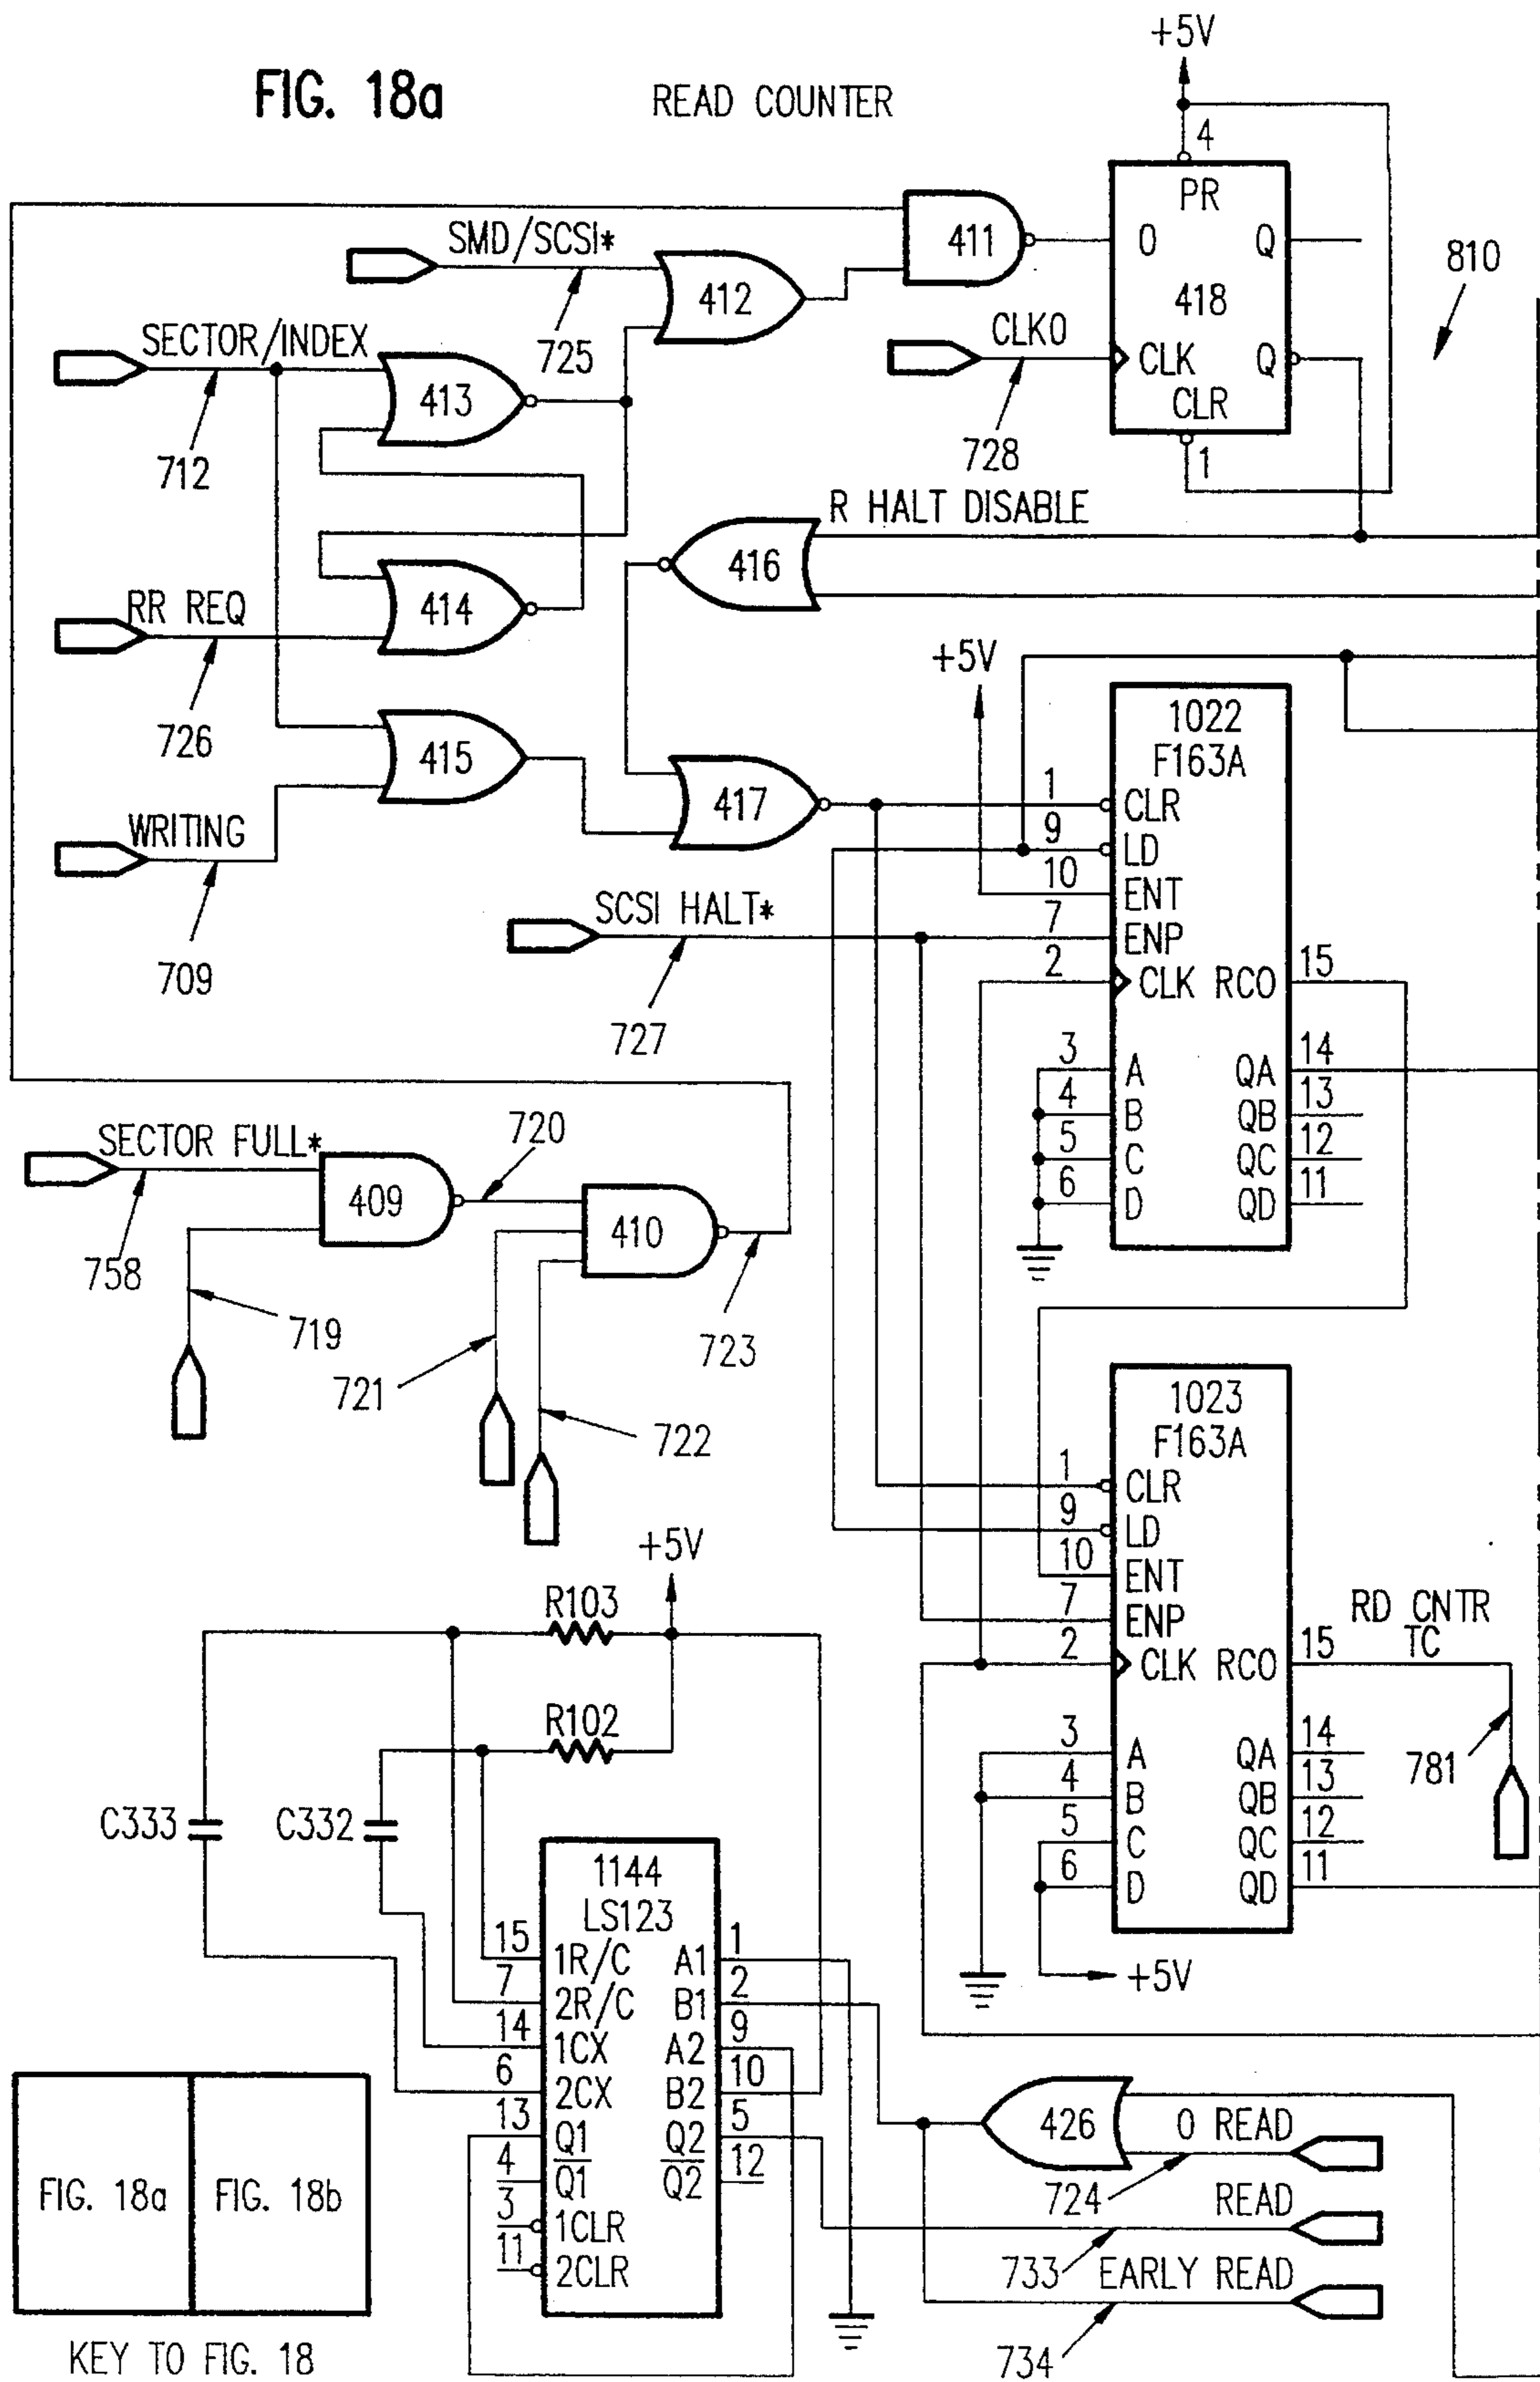 +5V
FIG. 18a
READ COUNTER
4
PR
411
O
Q
SMD/SCSI*
412
418
810
725
CLK0
CLK
Q
CLR
728
1
SECTOR/INDEX
413
712
R HALT DISABLE
416
RR REQ
414
726
+5V
415
417
WRITING
709
1022
F163A
1
CLR
9
LD
10
ENT
SCSI HALT*
7
ENP
2
CLK
RCO
15
727
3
A
QA
14
4
B
QB
13
5
C
QC
12
6
D
QD
11
SECTOR FULL*
720
409
410
758
719
723
721
722
1023
F163A
1
CLR
9
LD
10
ENT
7
ENP
2
CLK
RCO
15
RD CNTR
TC
781
3
A
QA
14
4
B
QB
13
5
C
QC
12
6
D
QD
11
+5V
+5V
R103
R102
C333
C332
1144
LS123
15
1R/C
A1
1
7
2R/C
B1
2
14
1CX
A2
9
6
2CX
B2
10
13
Q1
Q2
5
4
Q1
Q2
12
3
1CLR
11
2CLR
426
O READ
724
READ
733
EARLY READ
734
FIG. 18a
FIG. 18b
KEY TO FIG. 18